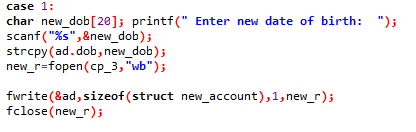 case 1:
char new_dob[20]; printf(" Enter new date of birth:  ");
scanf("%s",&new_dob);
strcpy(ad.dob,new_dob);
new_r=fopen(cp_3,"wb");
fwrite(&ad,sizeof(struct new_account),1,new_r);
fclose(new_r);